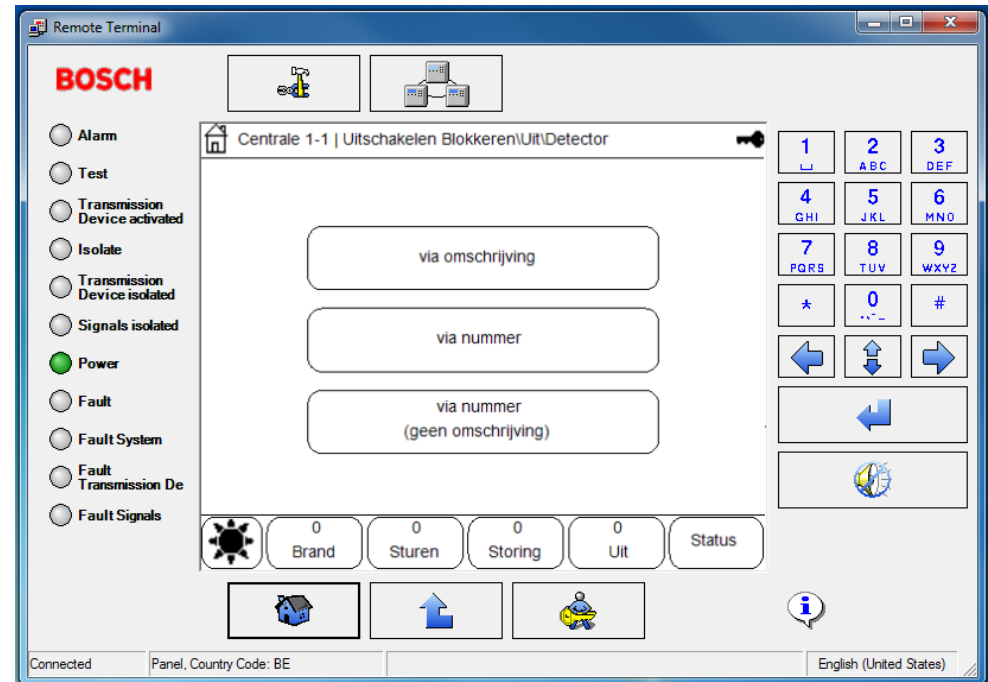 Remote Terminal
BOSCH
Alarm
Test
Transmission
Device activated
Isolate
Transmission
Device isolated
Signals isolated
Power
Fault
Fault System
Fault
Transmission De
Fault Signals
Centrale 1-1 | Uitschakelen Blokkeren\Uit\Detector
via omschrijving
via nummer
via nummer
(geen omschrijving)
0 0 0 0
Brand Sturen Storing Uit Status
1 2 3
ABC DEF
4 5 6
GHI JKL MNO
7 8 9
PQRS TUV WXYZ
* 0 #
i
Connected Panel, Country Code: BE English (United States)